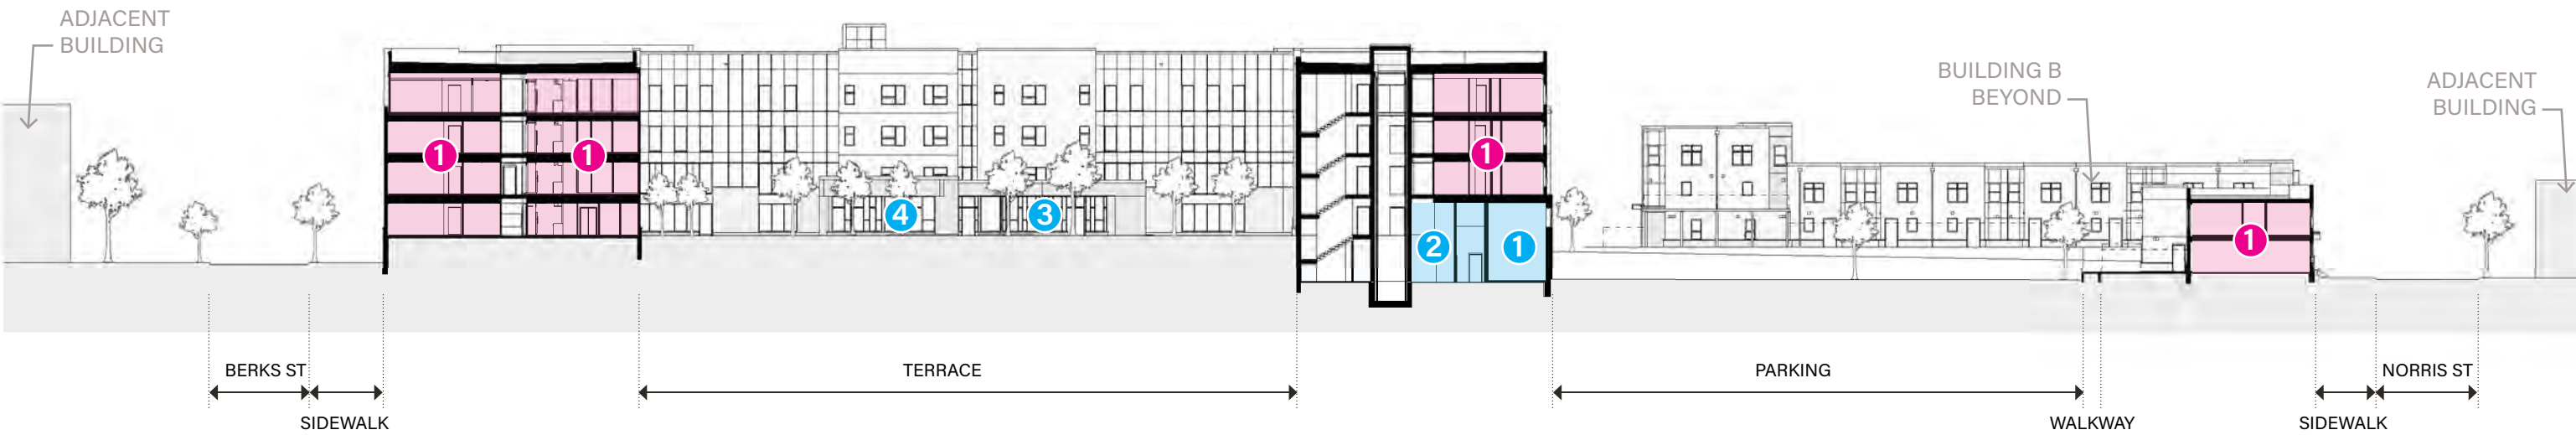 ADJACENT
BUILDING
BUILDING B
BEYOND
ADJACENT
BUILDING
1
1
1
4
3
2
1
1
BERKS ST
TERRACE
PARKING
NORRIS ST
SIDEWALK
WALKWAY
SIDEWALK